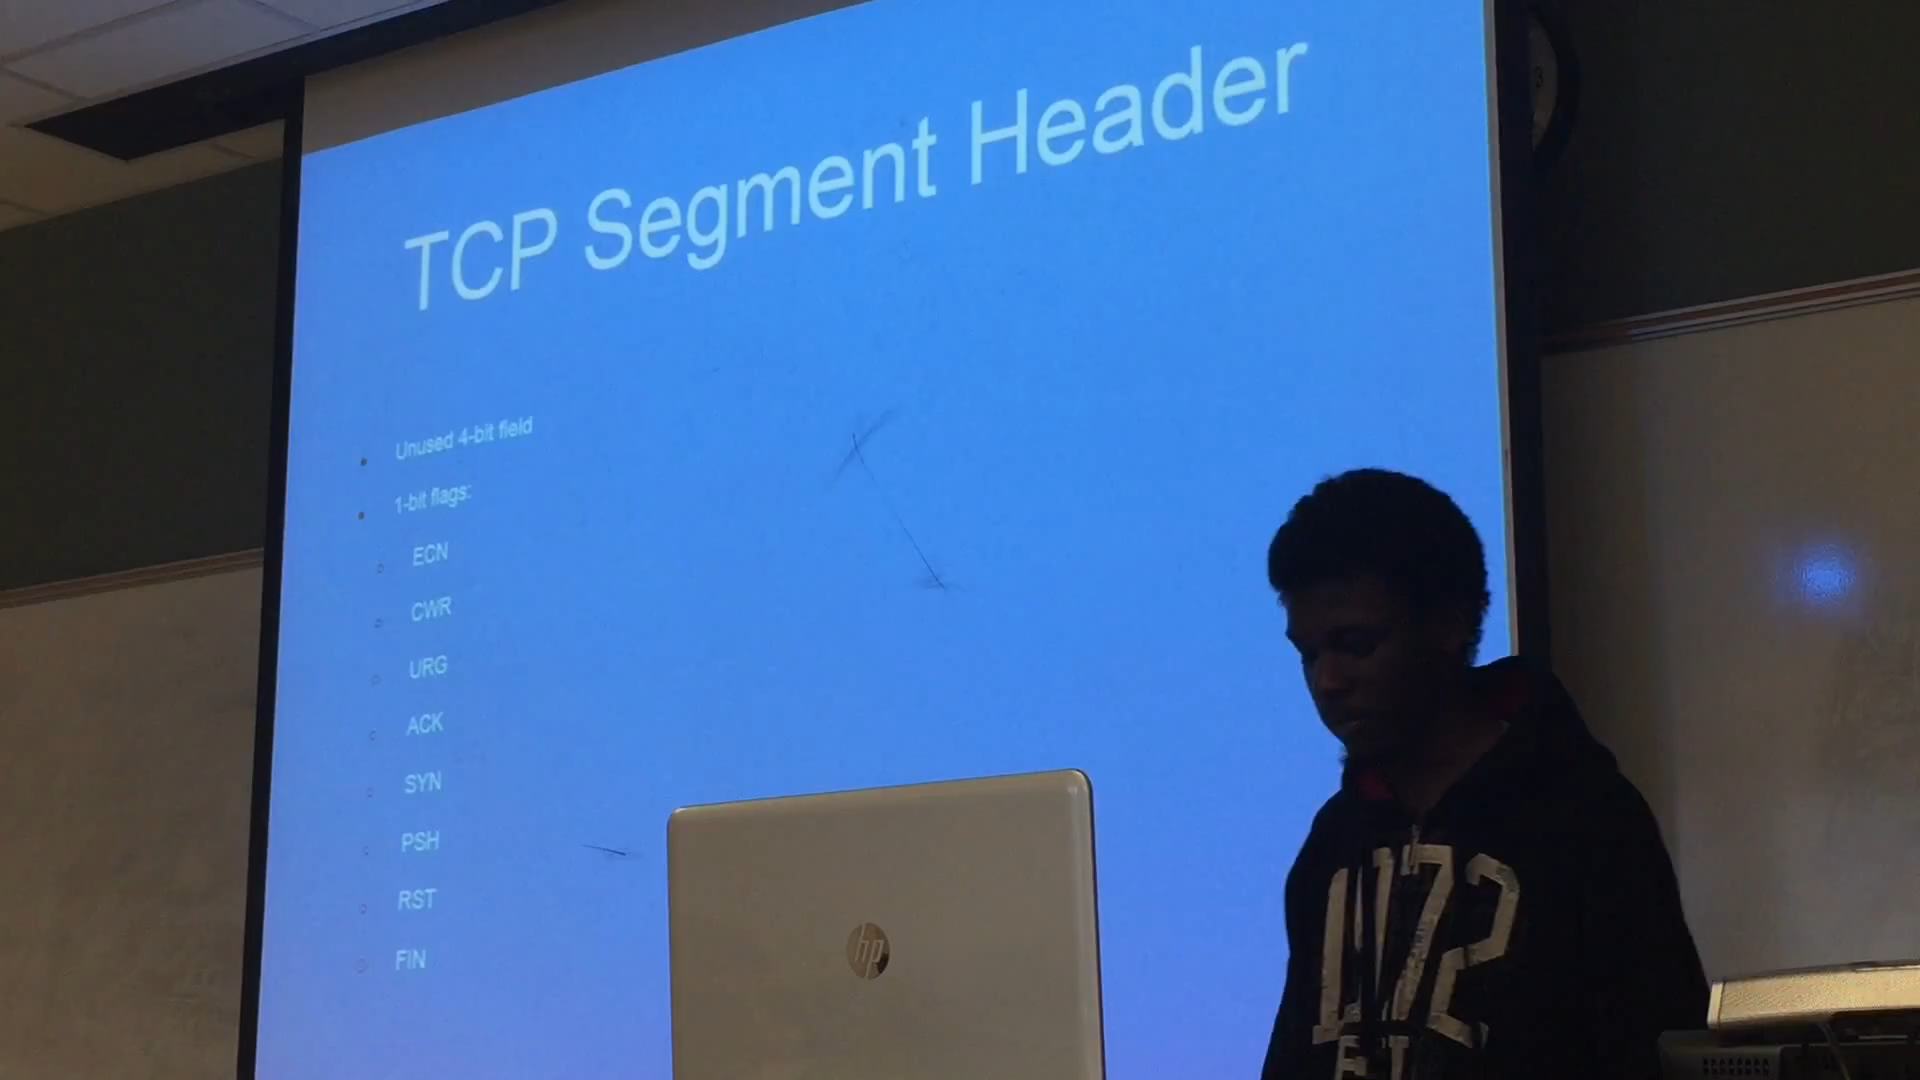 TCP Segment Header
Unused 4-bit field
1-bit flags:
ECN
CWR
URG
ACK
SYN
PSH
RST
FIN
hp